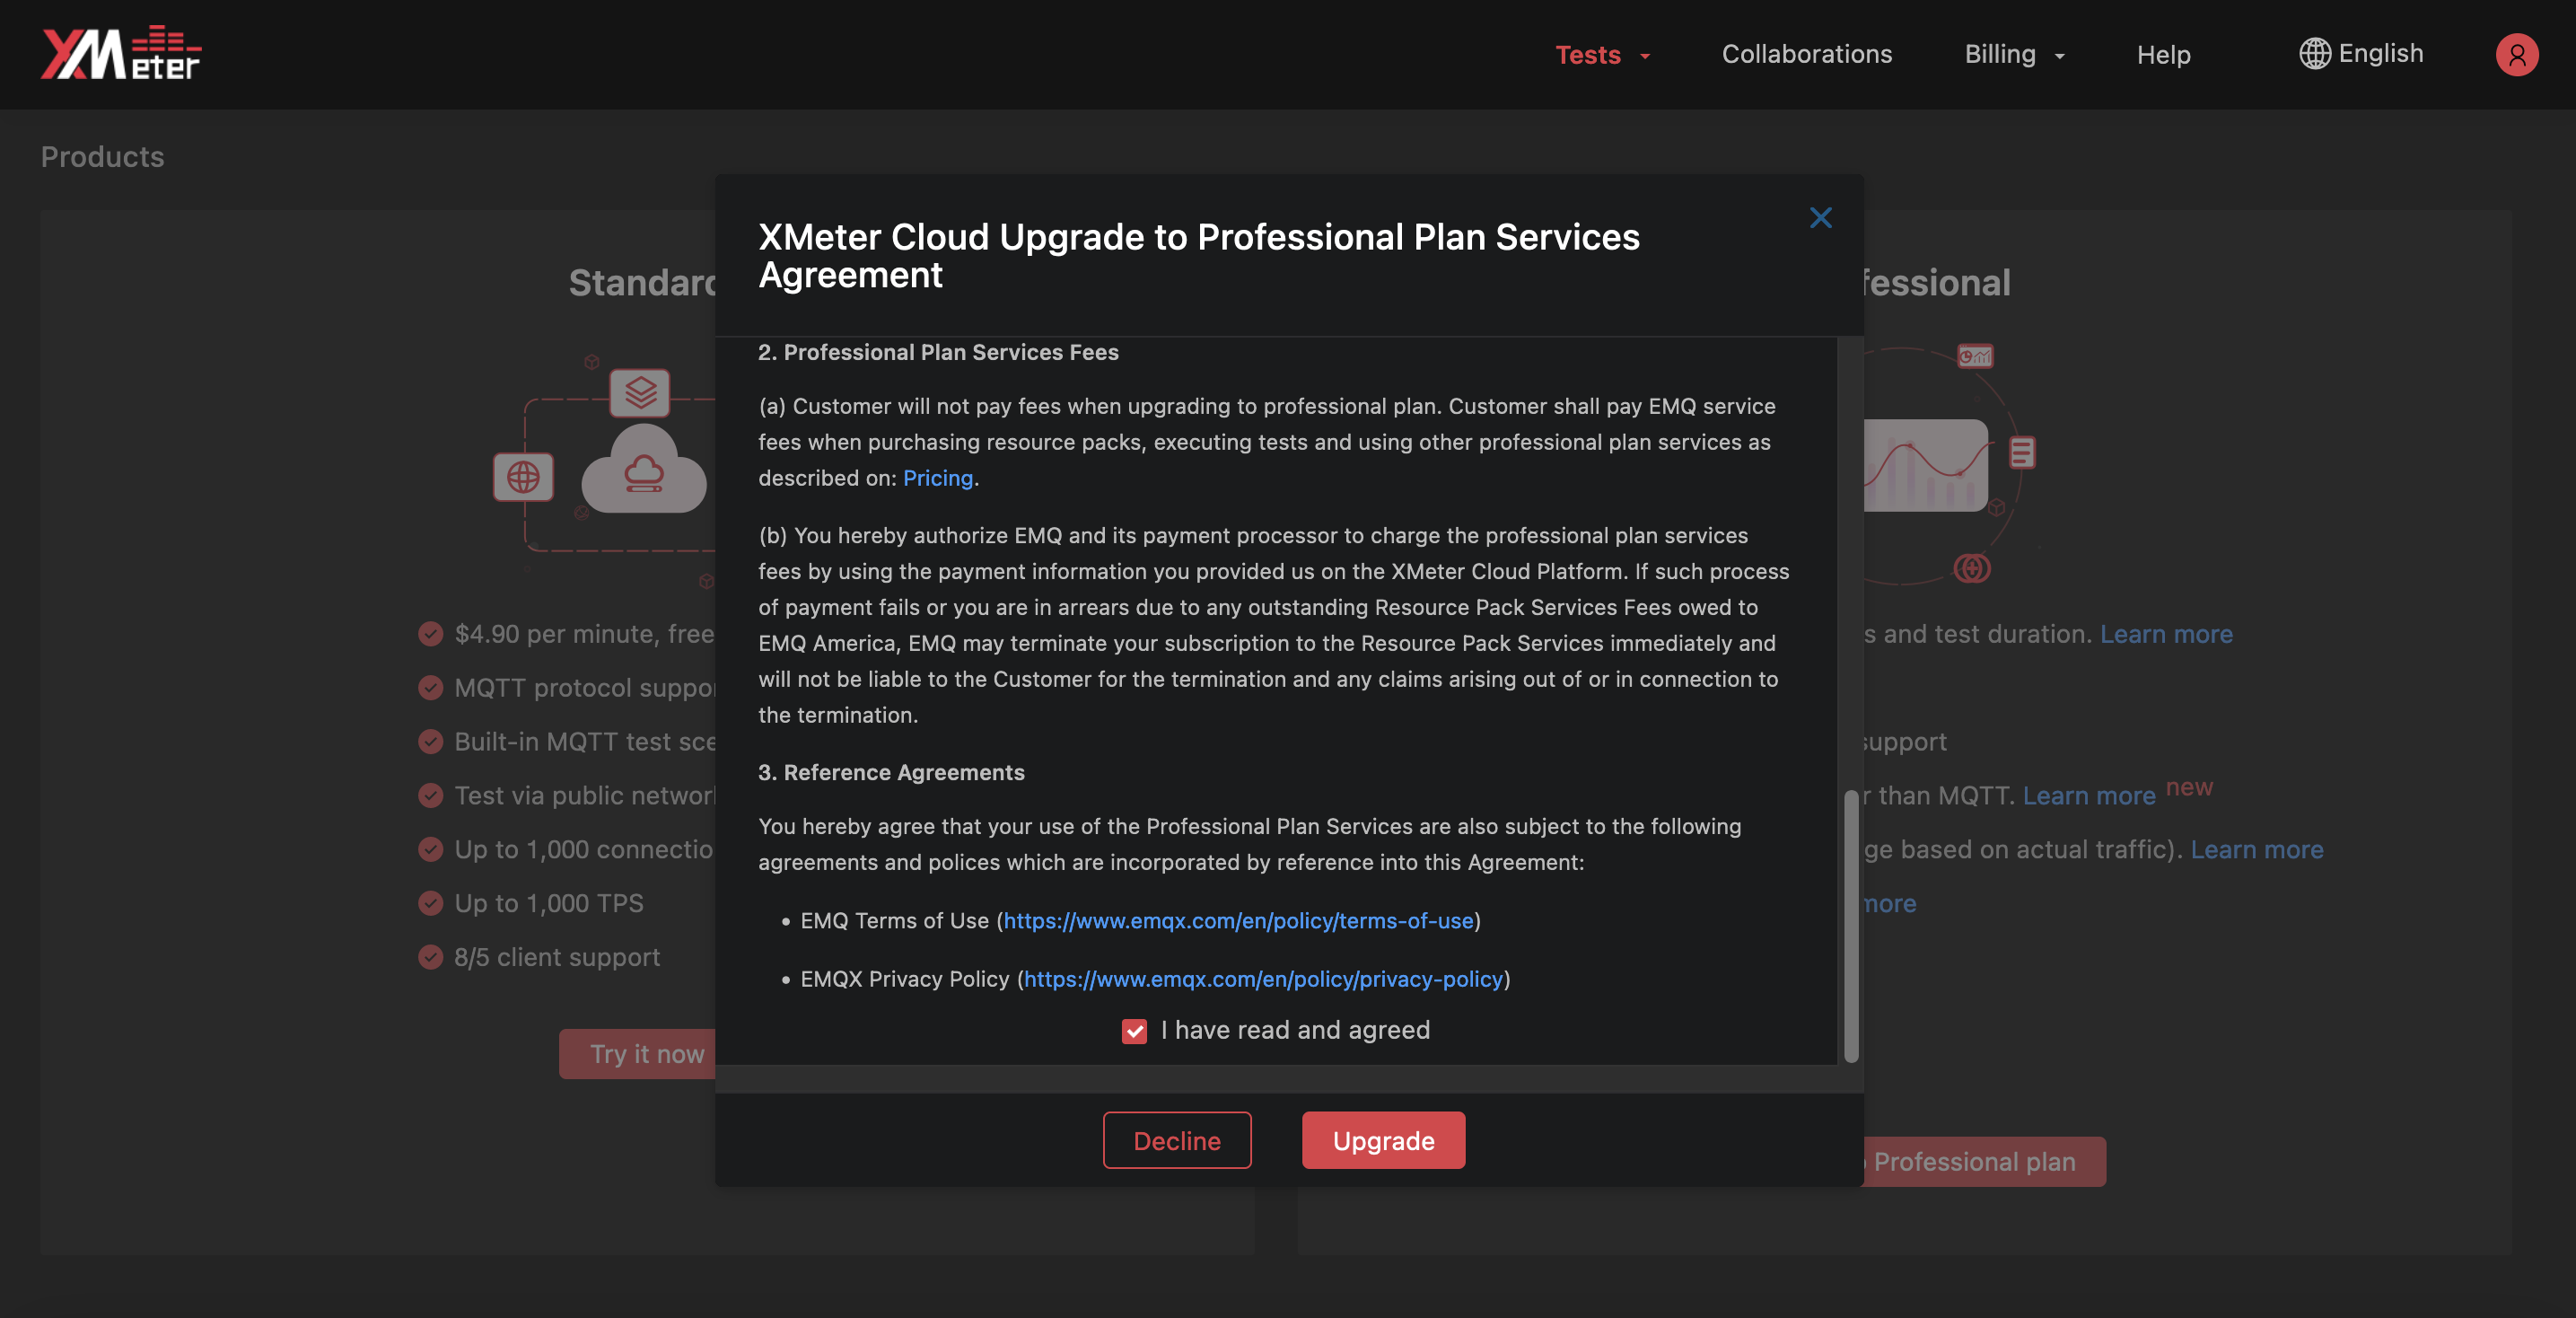 XMeter
Tests
Collaborations
Billing
Help
English
Products
XMeter Cloud Upgrade to Professional Plan Services
Agreement
2. Professional Plan Services Fees
(a) Customer will not pay fees when upgrading to professional plan. Customer shall pay EMQ service
fees when purchasing resource packs, executing tests and using other professional plan services as
described on: Pricing.
(b) You hereby authorize EMQ and its payment processor to charge the professional plan services
fees by using the payment information you provided us on the XMeter Cloud Platform. If such process
of payment fails or you are in arrears due to any outstanding Resource Pack Services Fees owed to
EMQ America, EMQ may terminate your subscription to the Resource Pack Services immediately and
will not be liable to the Customer for the termination and any claims arising out of or in connection to
the termination.
3. Reference Agreements
You hereby agree that your use of the Professional Plan Services are also subject to the following
agreements and polices which are incorporated by reference into this Agreement:
• EMQ Terms of Use (https://www.emqx.com/en/policy/terms-of-use)
• EMQX Privacy Policy (https://www.emqx.com/en/policy/privacy-policy)
I have read and agreed
Decline
Upgrade
Standard
$4.90 per minute, free
MQTT protocol suppor
Built-in MQTT test sce
Test via public network
Up to 1,000 connectio
Up to 1,000 TPS
8/5 client support
Try it now
fessional
s and test duration. Learn more
support
r than MQTT. Learn more new
ge based on actual traffic). Learn more
more
Professional plan